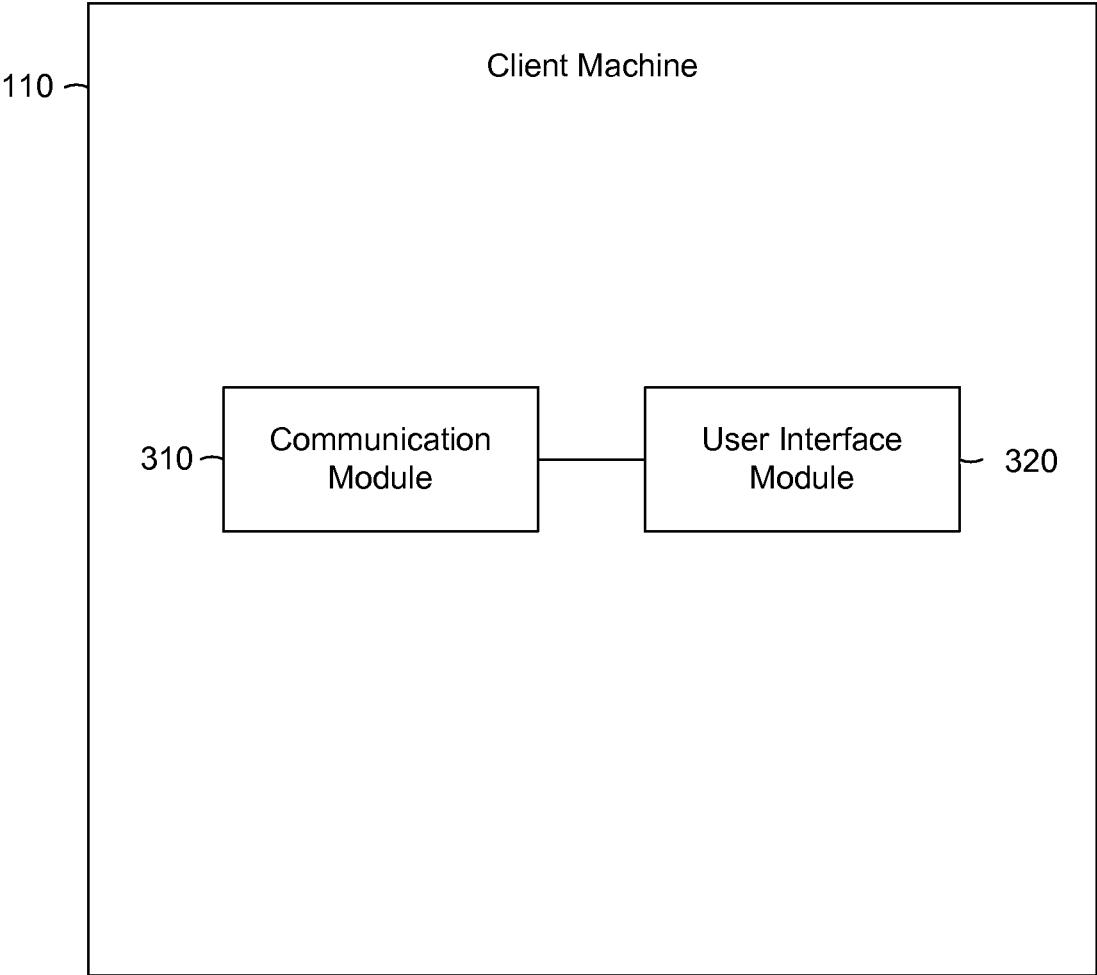 Client Machine
110
Communication
Module
310
User Interface
Module
320